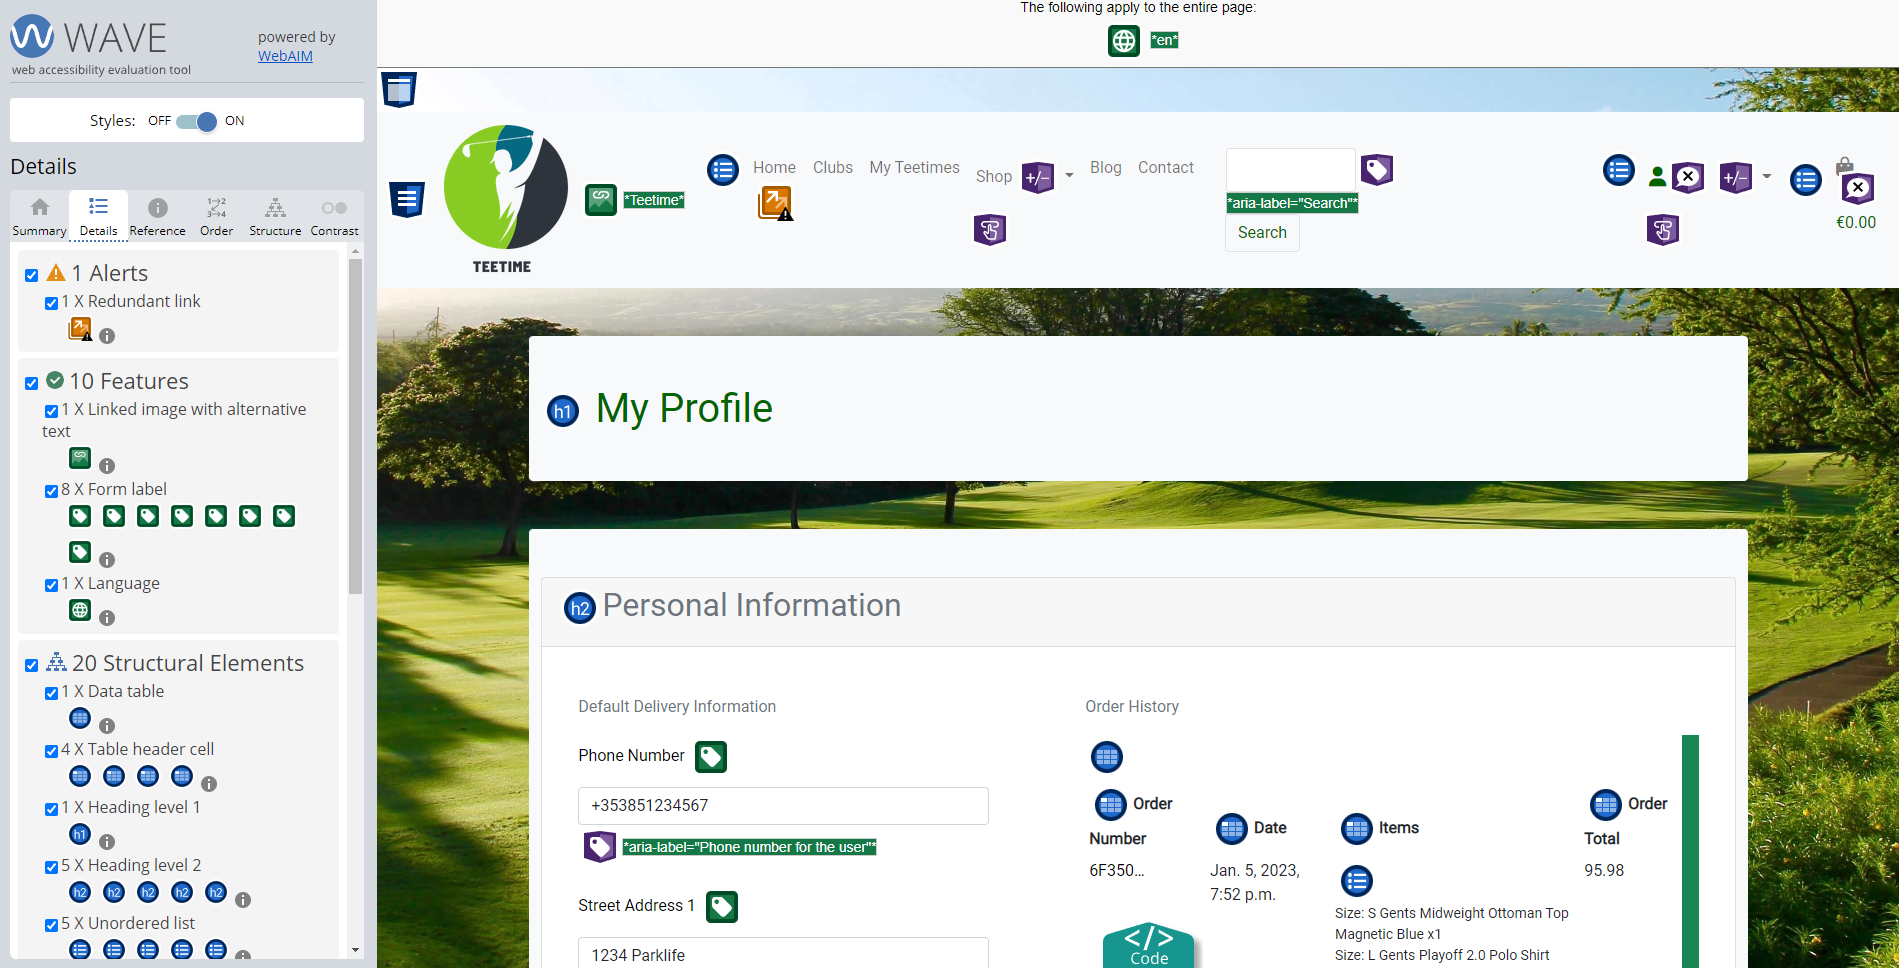 WAVE
web accessibility evaluation tool
powered by
WebAIM
Styles: OFF ON
Details
Summary Details Reference Order Structure Contrast
1 Alerts
1 X Redundant link
10 Features
1 X Linked image with alternative
text
8 X Form label
1 X Language
20 Structural Elements
1 X Data table
4 X Table header cell
1 X Heading level 1
h1
5 X Heading level 2
h2 h2 h2 h2 h2
5 X Unordered list
The following apply to the entire page:
*en*
TEETIME
*Teetime*
Home Clubs My Teetimes Shop +/- Blog Contact
*aria-label="Search"*
Search
+/-
€0.00
h1 My Profile
h2 Personal Information
Default Delivery Information
Phone Number
+353851234567
*aria-label="Phone number for the user"*
Street Address 1
1234 Parklife
Order History
Order
Number
Date
Items
Order
Total
6F350...
Jan. 5, 2023,
7:52 p.m.
95.98
Size: S Gents Midweight Ottoman Top
Magnetic Blue x1
Size: L Gents Playoff 2.0 Polo Shirt
</>
Code